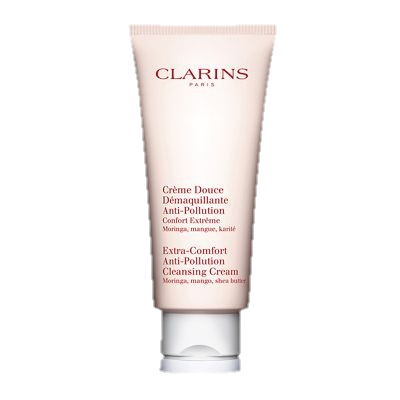 CLARINS
PARIS
Crème Douce
Démaquillante
Anti-Pollution
Confort Extrême
Moringa, mangue, karité
Extra-Comfort
Anti-Pollution
Cleansing Cream
Moringa, mango, shea butter